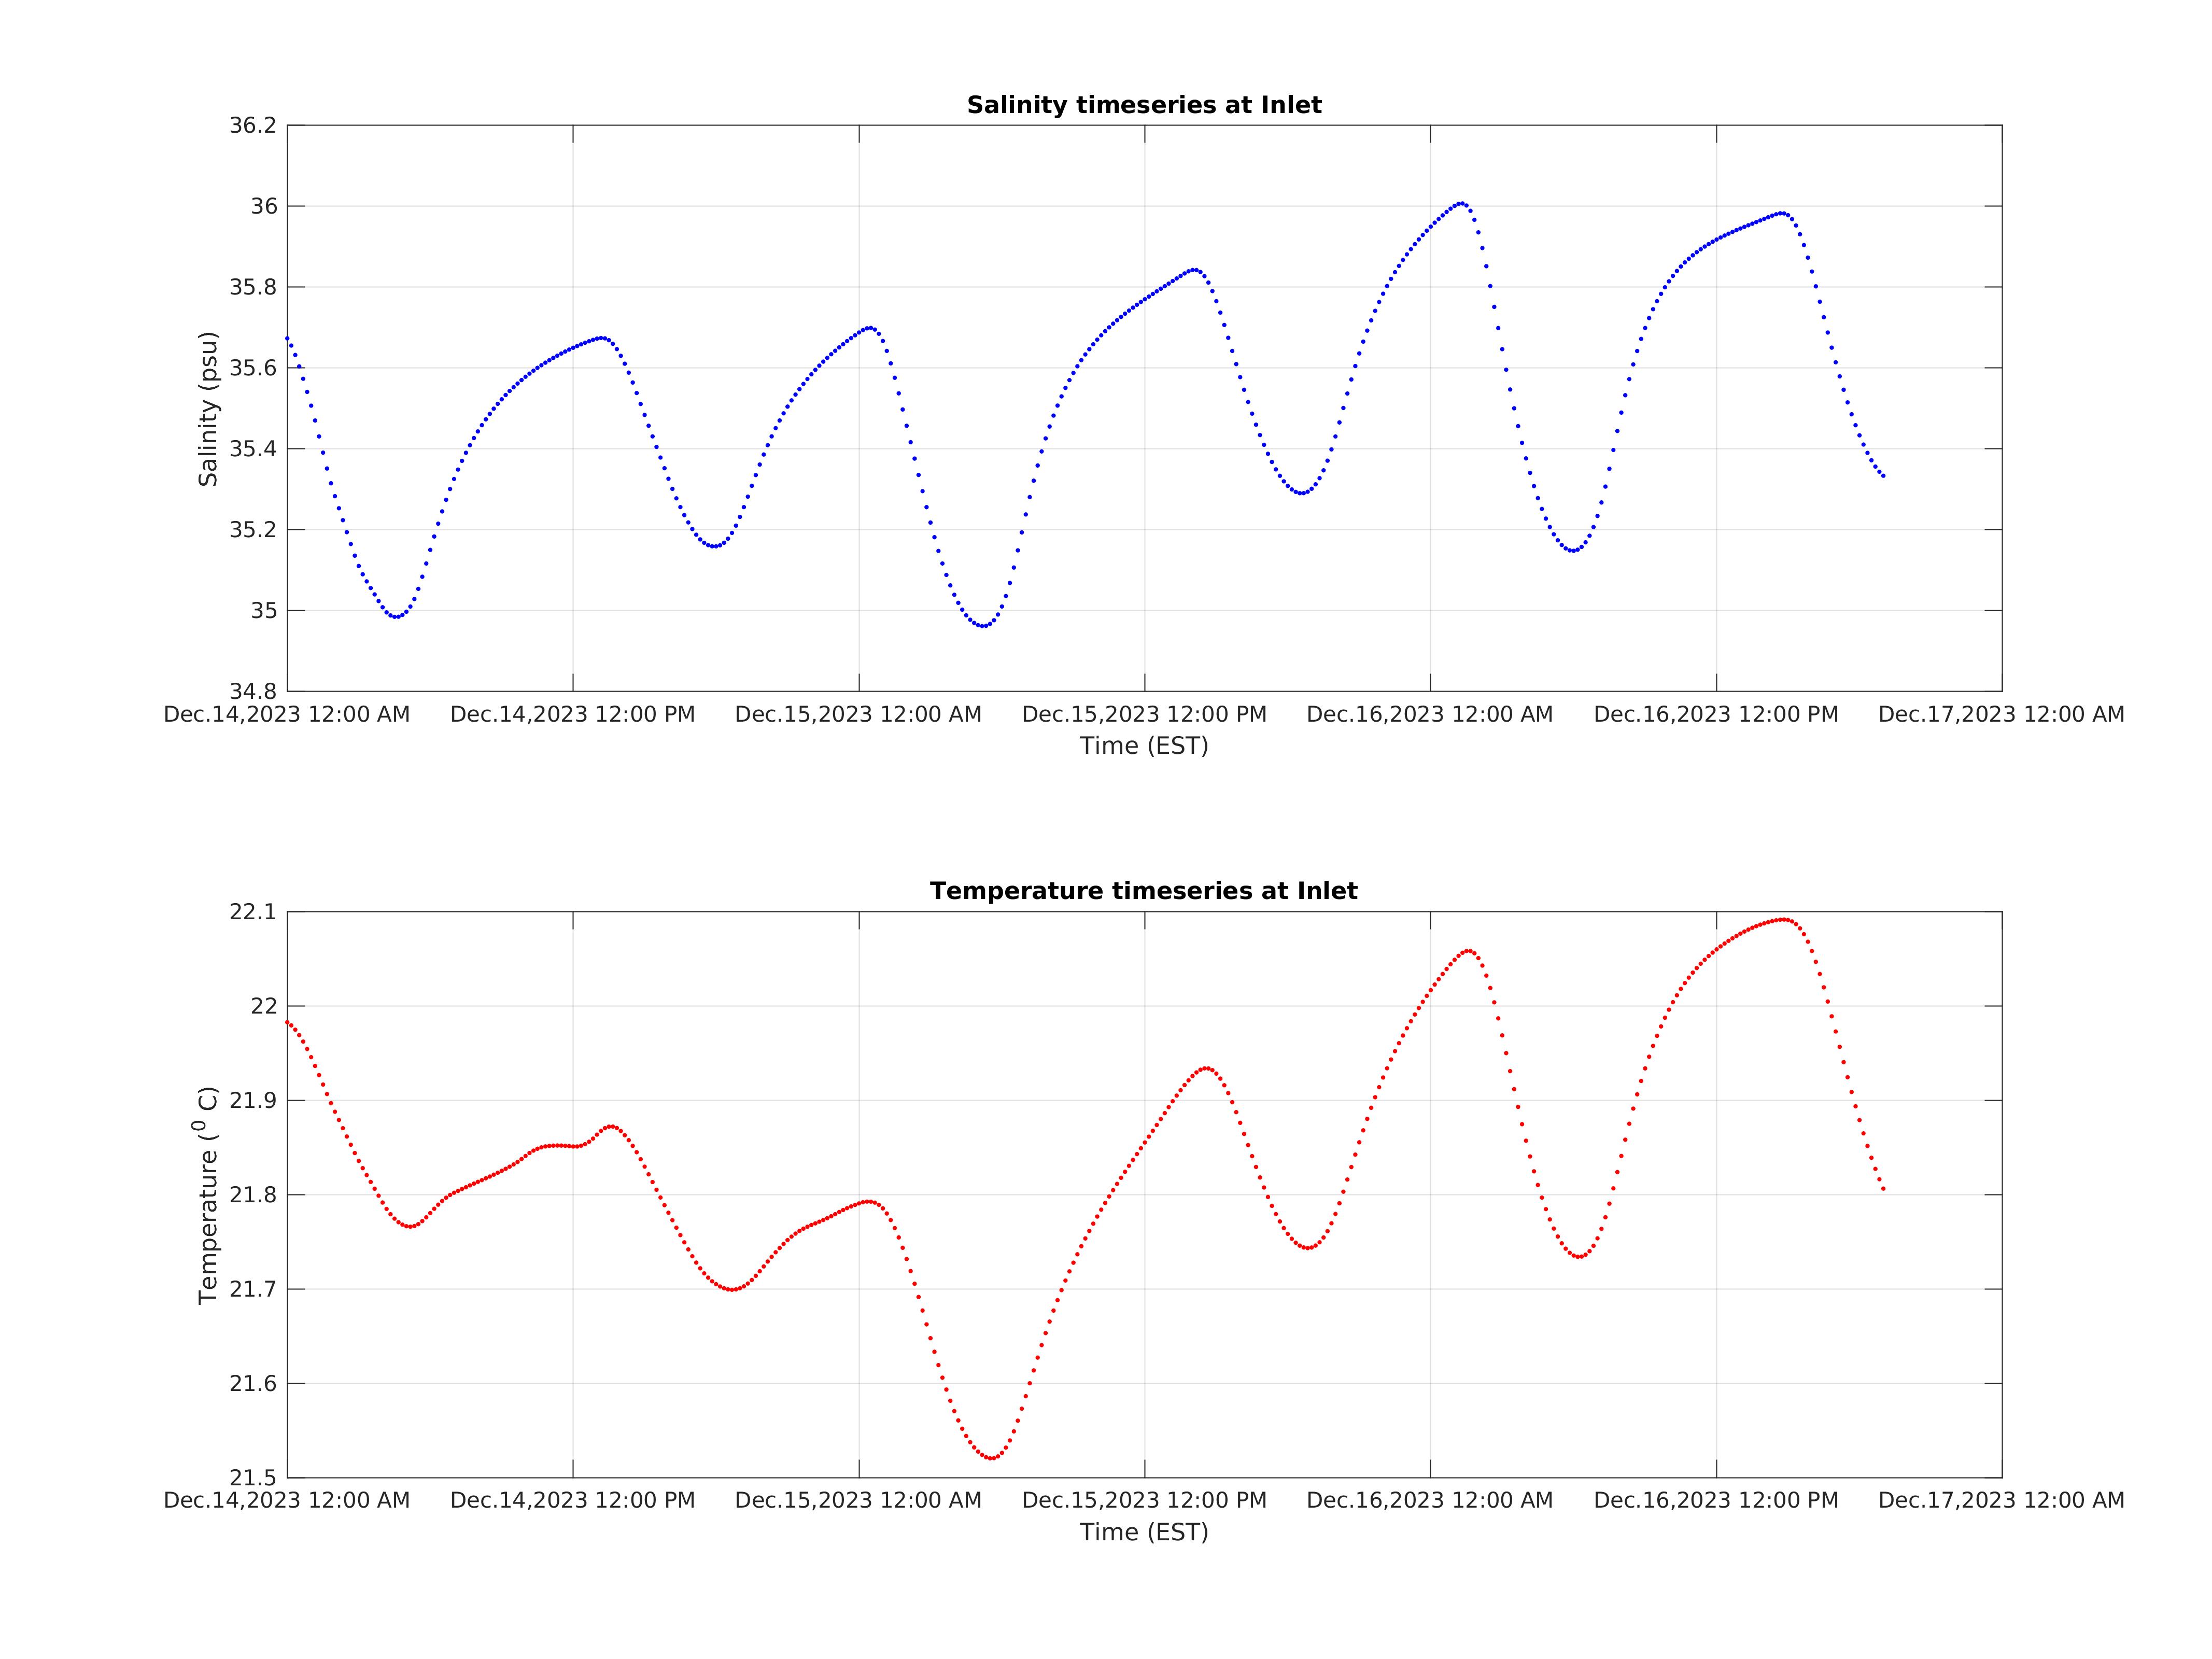 Salinity timeseries at Inlet
36.2
36
35.8
35.6
35.4
35.2
35
34.8
Salinity (psu)
Dec.14,2023 12:00 AM Dec.14,2023 12:00 PM Dec.15,2023 12:00 AM Dec.15,2023 12:00 PM Dec.16,2023 12:00 AM Dec.16,2023 12:00 PM Dec.17,2023 12:00 AM
Time (EST)
Temperature timeseries at Inlet
22.1
22
21.9
21.8
21.7
21.6
21.5
Temperature (⁰ C)
Dec.14,2023 12:00 AM Dec.14,2023 12:00 PM Dec.15,2023 12:00 AM Dec.15,2023 12:00 PM Dec.16,2023 12:00 AM Dec.16,2023 12:00 PM Dec.17,2023 12:00 AM
Time (EST)